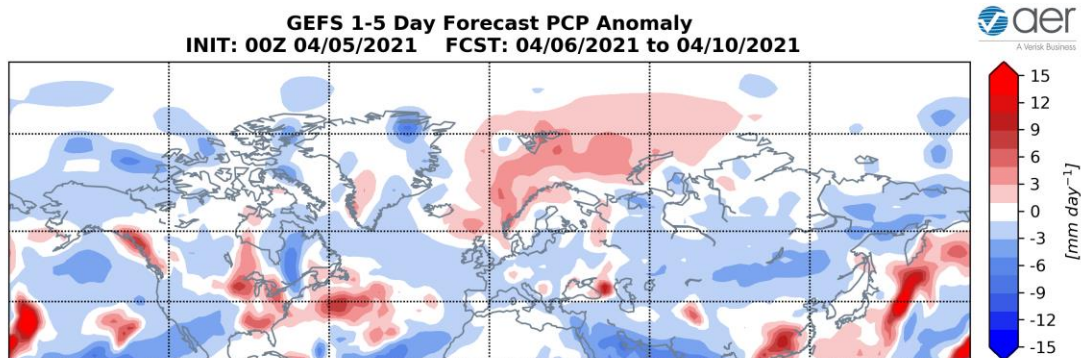 GEFS 1-5 Day Forecast PCP Anomaly
INIT: 00Z 04/05/2021 FCST: 04/06/2021 to 04/10/2021
aer
A Verisk Business
15
12
9
6
3
0
-3
-6
-9
-12
-15
[mm day⁻¹]